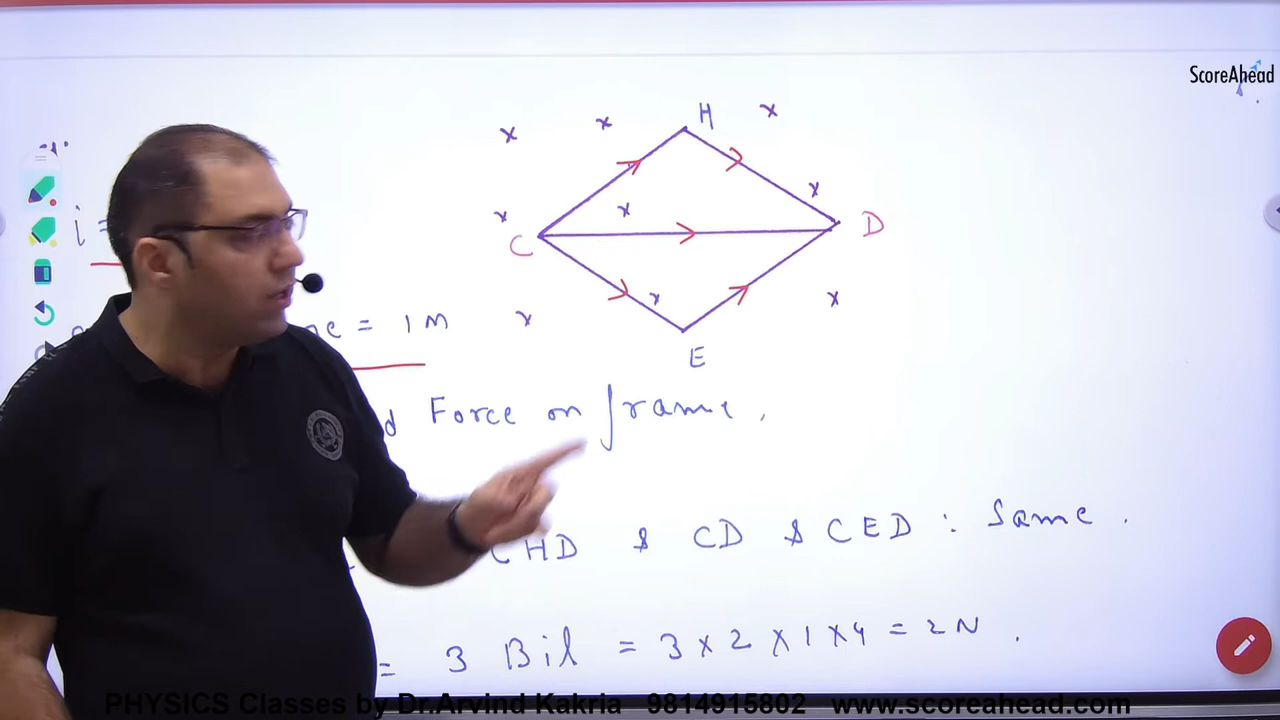 ScoreAhead
H
C
D
i =
= 1 m
E
Force on frame.
CHD & CD & CED : Same.
= 3 Bil = 3 x 2 x 1 x 4 = 2N.
PHYSICS Classes by Dr.Arvind Kakria 9814915802 www.scoreahead.com